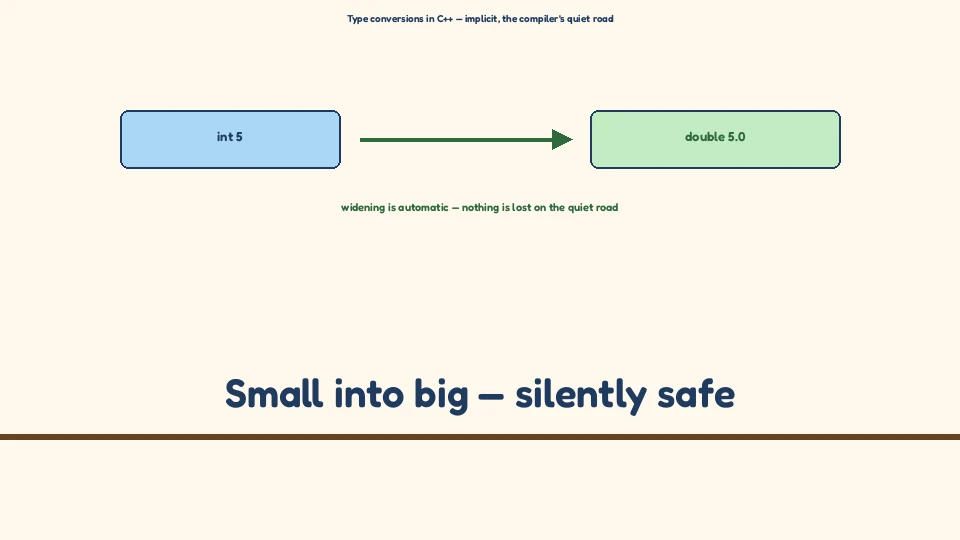 Type conversions in C++ — implicit, the compiler's quiet road
int 5
double 5.0
widening is automatic — nothing is lost on the quiet road
Small into big — silently safe